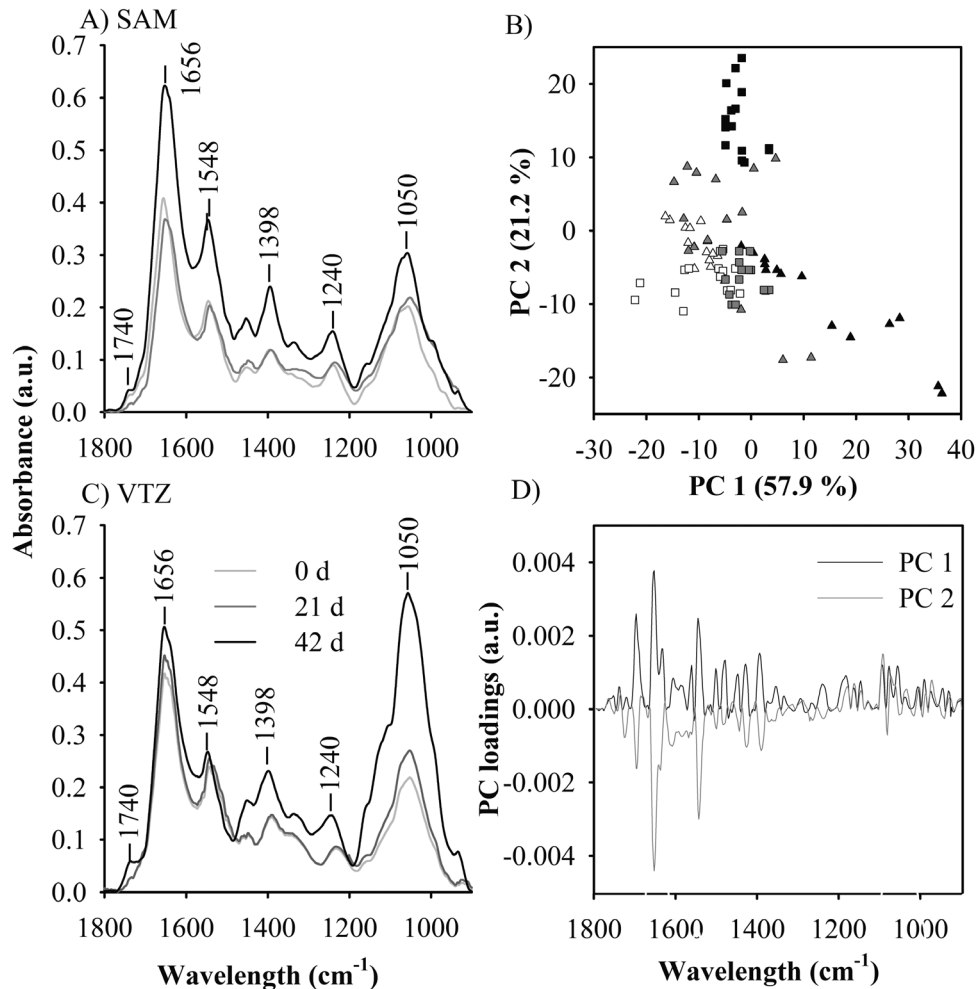 A) SAM
0.7
0.6
0.5
0.4
0.3
0.2
0.1
0.0
1740
1656
1548
1398
1240
1050
1800 1600 1400 1200 1000
B)
20
10
0
-10
-20
PC 2 (21.2 %)
-30 -20 -10 0 10 20 30 40
PC 1 (57.9 %)
Absorbance (a.u.)
C) VTZ
0.7
0.6
0.5
0.4
0.3
0.2
0.1
0.0
1740
1656
1548
1398
1240
1050
0 d
21 d
42 d
1800 1600 1400 1200 1000
Wavelength (cm-1)
D)
0.004
0.002
0.000
-0.002
-0.004
PC loadings (a.u.)
PC 1
PC 2
1800 1600 1400 1200 1000
Wavelength (cm-1)